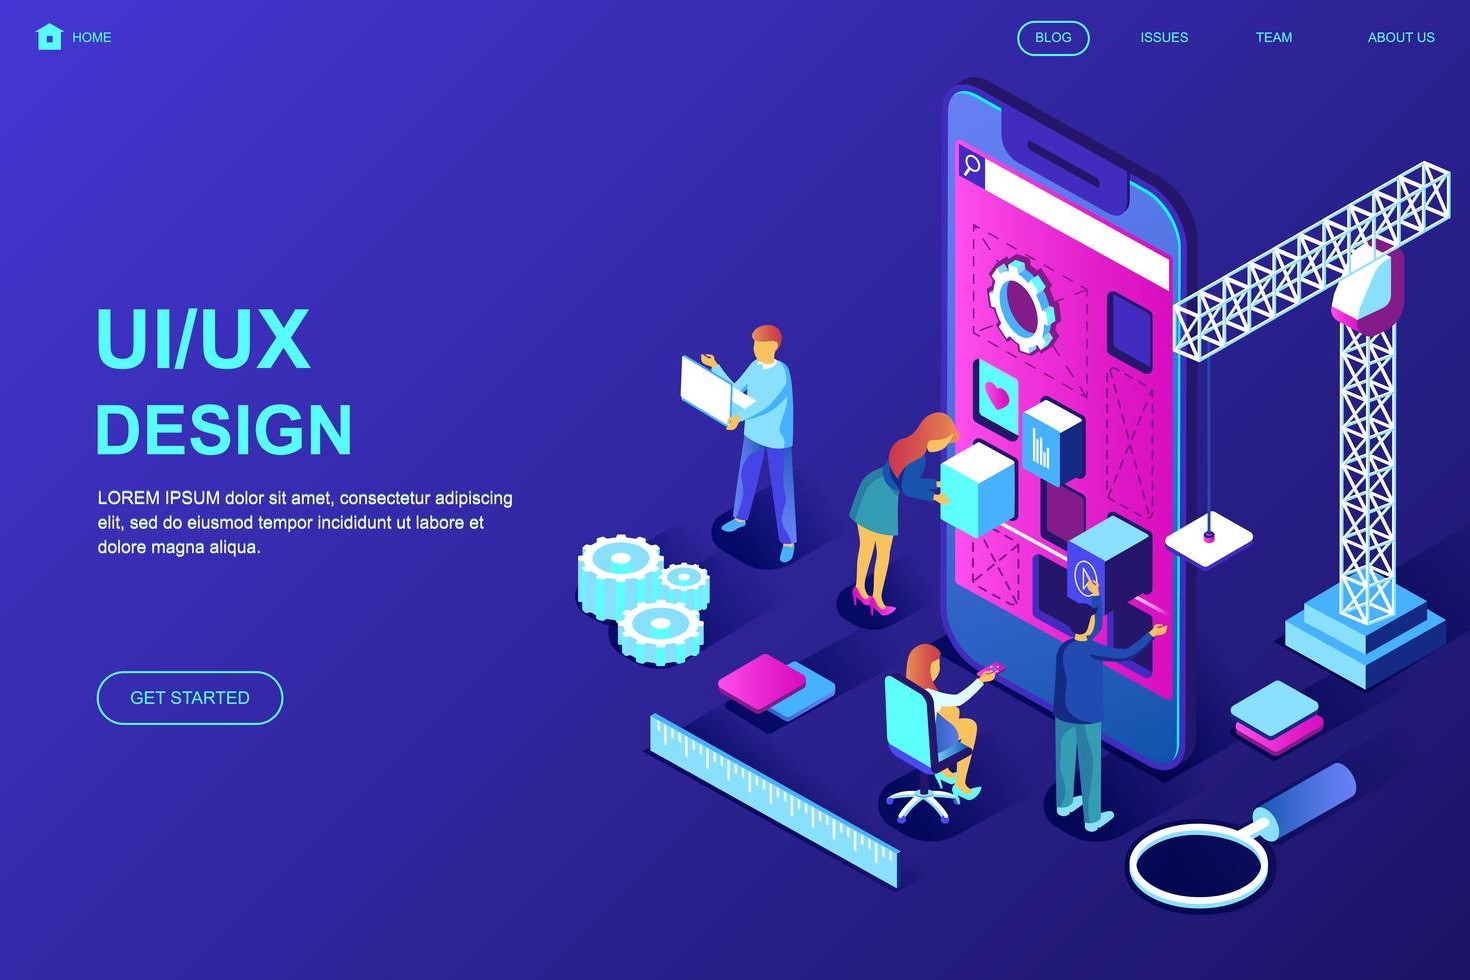 HOME
BLOG
ISSUES
TEAM
ABOUT US
UI/UX
DESIGN
LOREM IPSUM dolor sit amet, consectetur adipiscing
elit, sed do eiusmod tempor incididunt ut labore et
dolore magna aliqua.
GET STARTED